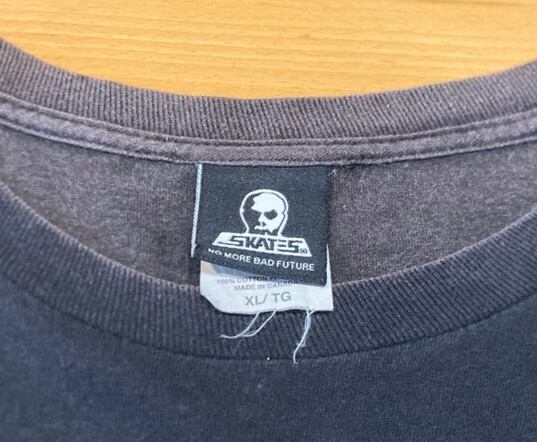 SKATES
NO MORE BAD FUTURE
100% COTTON
MADE IN CANADA
XL/TG